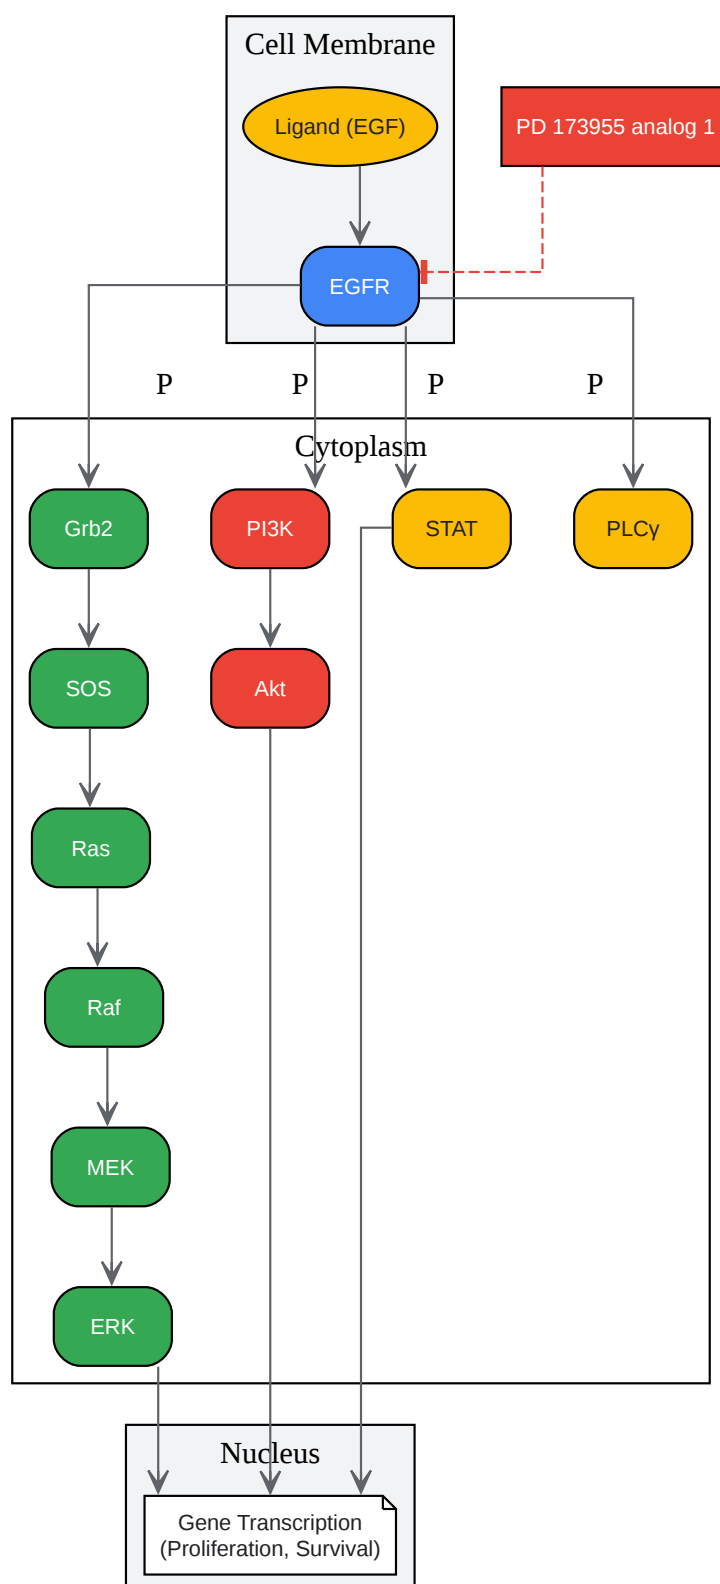 Cell Membrane
Ligand (EGF)
PD 173955 analog 1
EGFR
P
P
P
P
Cytoplasm
Grb2
PI3K
STAT
PLCγ
SOS
Akt
Ras
Raf
MEK
ERK
Nucleus
Gene Transcription
(Proliferation, Survival)